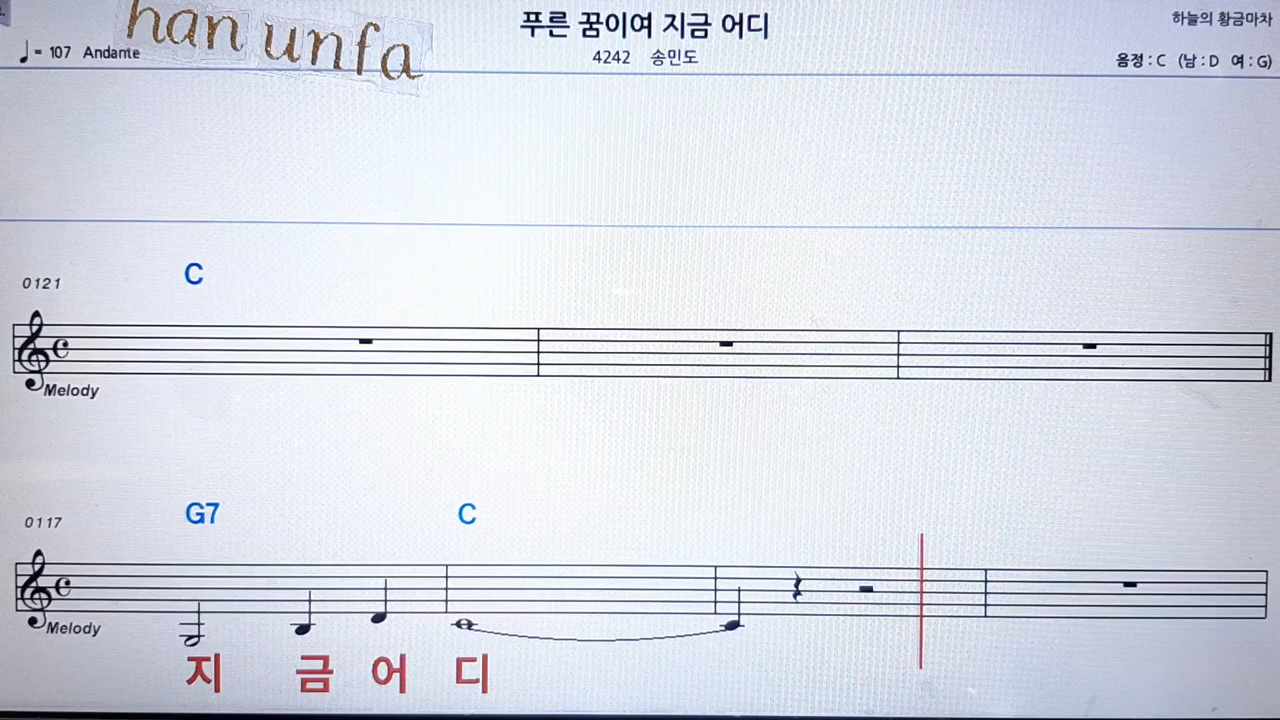 han unfa
푸른 꿈이여 지금 어디
하늘의 황금마차
♩= 107 Andante
4242 송민도
음정 : C (남 : D 여 : G)
0121
C
Melody
0117
G7 C
Melody
지 금 어 디